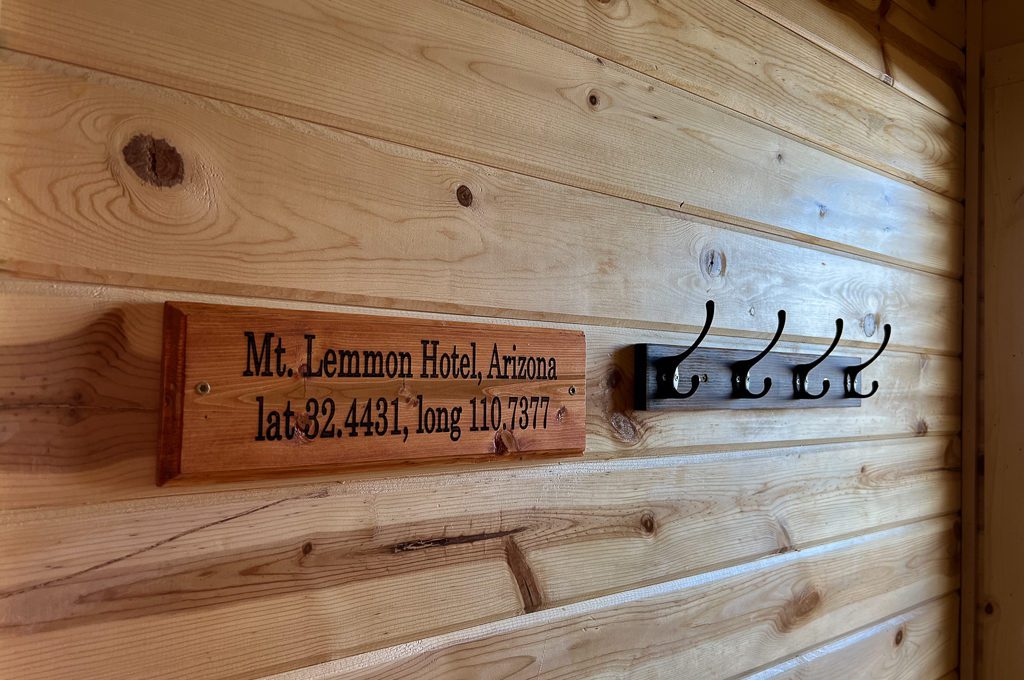 Mt. Lemmon Hotel, Arizona
lat. 32.4431, long 110.7377